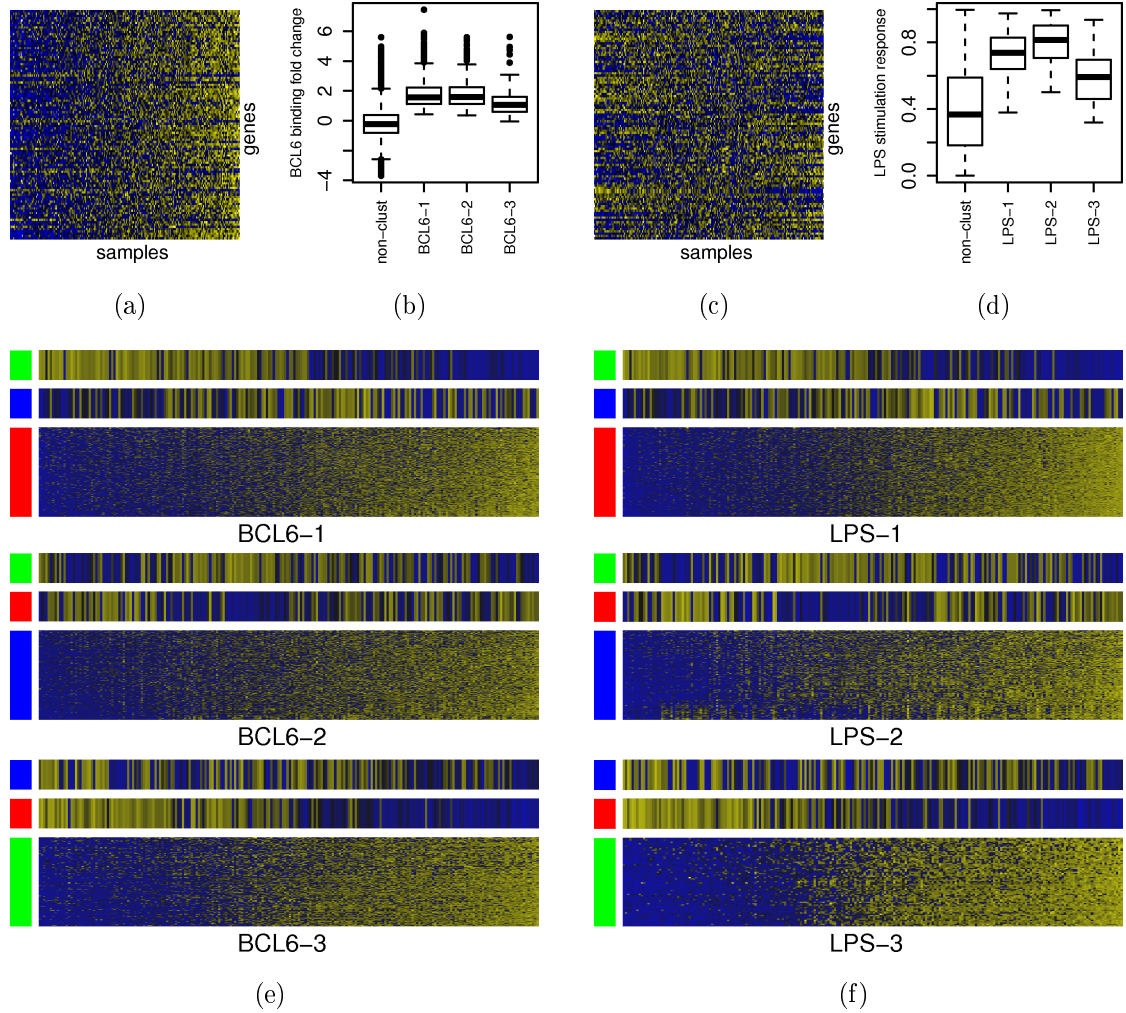 genes
samples
(a)
BCL6 binding fold change
6
4
2
0
−4
non−clust
BCL6−1
BCL6−2
BCL6−3
(b)
genes
samples
(c)
LPS stimulation response
0.8
0.4
0.0
non−clust
LPS−1
LPS−2
LPS−3
(d)
BCL6−1
BCL6−2
BCL6−3
(e)
LPS−1
LPS−2
LPS−3
(f)